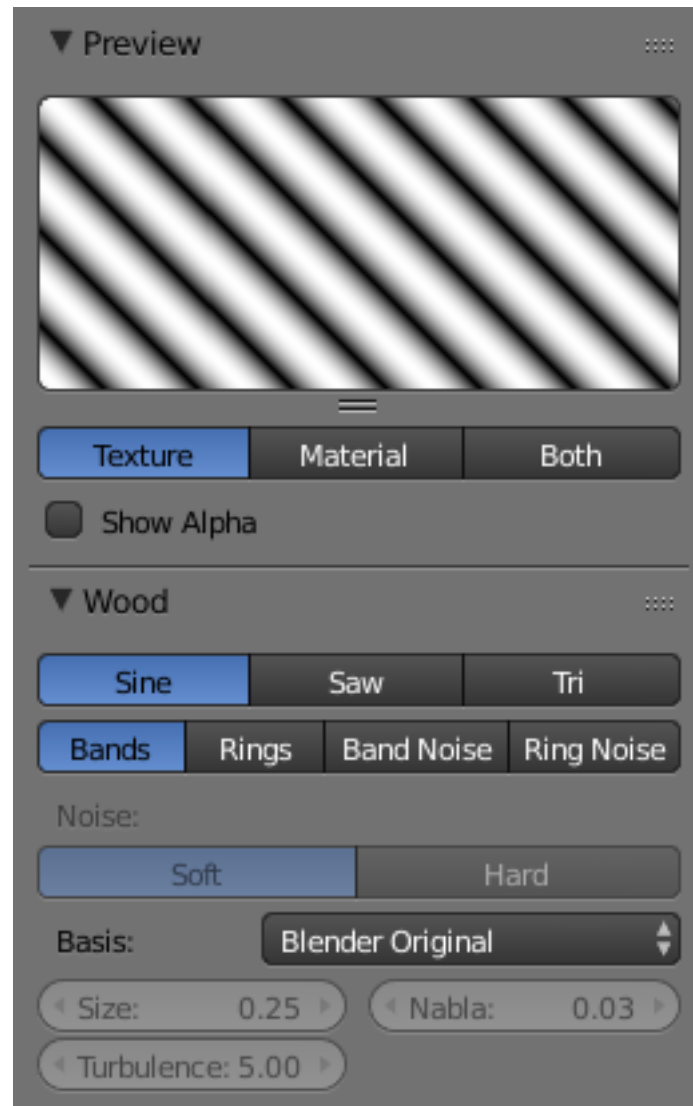 Preview
Texture Material Both
Show Alpha
Wood
Sine Saw Tri
Bands Rings Band Noise Ring Noise
Noise:
Soft Hard
Basis: Blender Original
Size: 0.25 Nabla: 0.03
Turbulence: 5.00